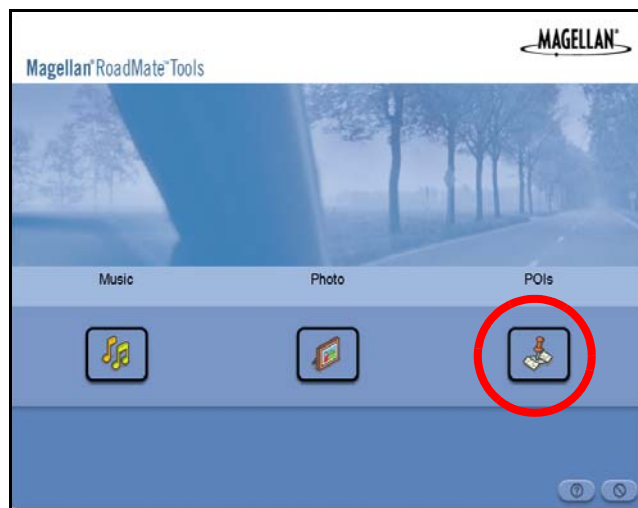 MAGELLAN®
Magellan® RoadMate™ Tools
Music
Photo
POIs
?